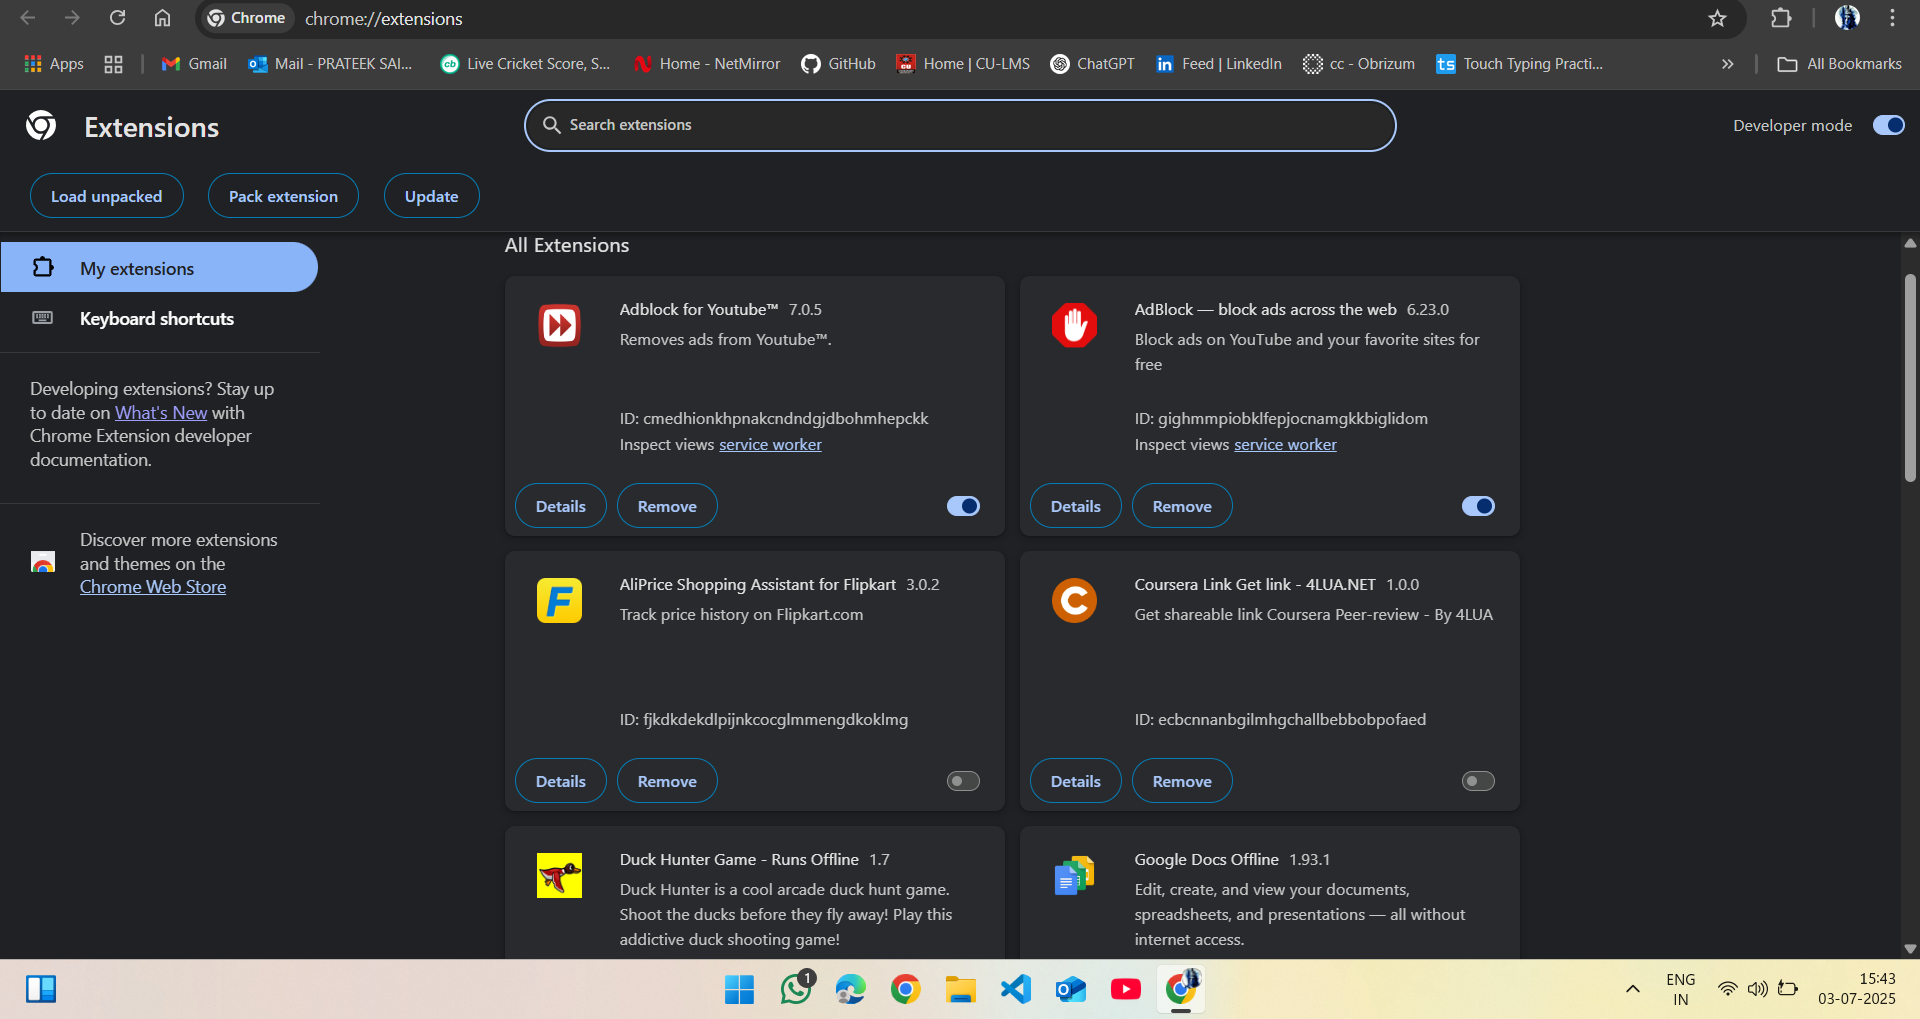 Chrome
chrome://extensions
Apps
Gmail
Mail - PRATEEK SAI...
cb
Live Cricket Score, S...
N
Home - NetMirror
GitHub
CU
Home | CU-LMS
ChatGPT
in
Feed | LinkedIn
cc - Obrizum
ts
Touch Typing Practi...
»
All Bookmarks
Extensions
Search extensions
Developer mode
Load unpacked
Pack extension
Update
My extensions
Keyboard shortcuts
Developing extensions? Stay up
to date on What's New with
Chrome Extension developer
documentation.
Discover more extensions
and themes on the
Chrome Web Store
All Extensions
Adblock for Youtube™ 7.0.5
Removes ads from Youtube™.
ID: cmedhionkhpnakcndndgjdbohmhepckk
Inspect views service worker
Details
Remove
AdBlock — block ads across the web 6.23.0
Block ads on YouTube and your favorite sites for
free
ID: gighmmpiobklfepjocnamgkkbiglidom
Inspect views service worker
Details
Remove
F
AliPrice Shopping Assistant for Flipkart 3.0.2
Track price history on Flipkart.com
ID: fjkdkdekdlpijnkcocglmmengdkoklmg
Details
Remove
C
Coursera Link Get link - 4LUA.NET 1.0.0
Get shareable link Coursera Peer-review - By 4LUA
ID: ecbcnnanbgilmhgchallbebbobpofaed
Details
Remove
Duck Hunter Game - Runs Offline 1.7
Duck Hunter is a cool arcade duck hunt game.
Shoot the ducks before they fly away! Play this
addictive duck shooting game!
Google Docs Offline 1.93.1
Edit, create, and view your documents,
spreadsheets, and presentations — all without
internet access.
1
ENG
IN
15:43
03-07-2025